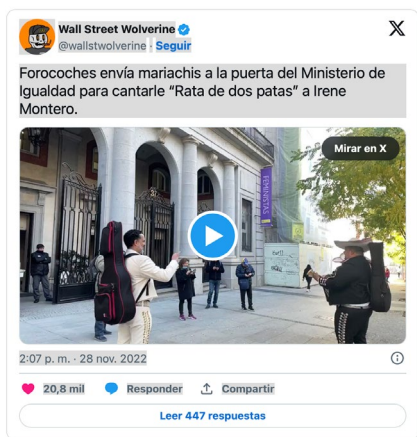 Wall Street Wolverine
@wallstwolverine · Seguir
Forocoches envía mariachis a la puerta del Ministerio de
Igualdad para cantarle “Rata de dos patas” a Irene
Montero.
Mirar en X
FEMINISTAS
2:07 p. m. · 28 nov. 2022
20,8 mil
Responder
Compartir
Leer 447 respuestas